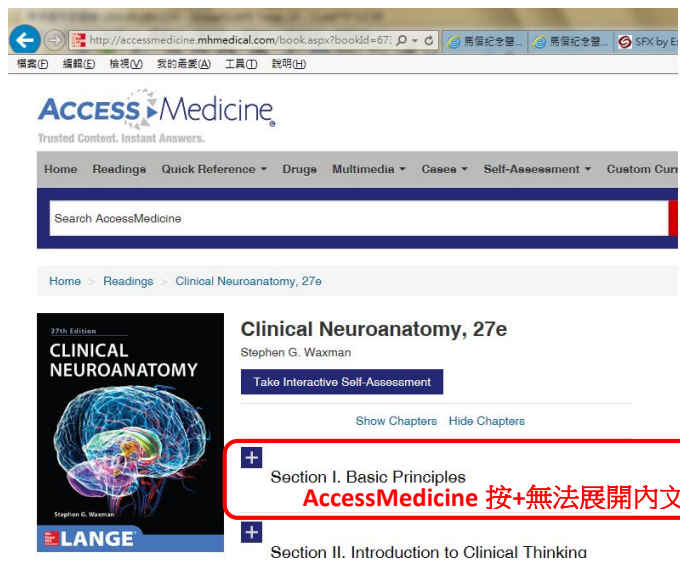 http://accessmedicine.mhmedical.com/book.aspx?bookId=67
馬偕紀念醫...
馬偕紀念醫...
SFX by E
檔案(F) 編輯(E) 檢視(V) 我的最愛(A) 工具(T) 說明(H)
ACCESS Medicine
Trusted Content. Instant Answers.
Home Readings Quick Reference Drugs Multimedia Cases Self-Assessment Custom Curr
Search AccessMedicine
Home > Readings > Clinical Neuroanatomy, 27e
27th Edition
CLINICAL
NEUROANATOMY
Stephen G. Waxman
LANGE
Clinical Neuroanatomy, 27e
Stephen G. Waxman
Take Interactive Self-Assessment
Show Chapters Hide Chapters
+
Section I. Basic Principles
AccessMedicine 按+無法展開內文
+
Section II. Introduction to Clinical Thinking